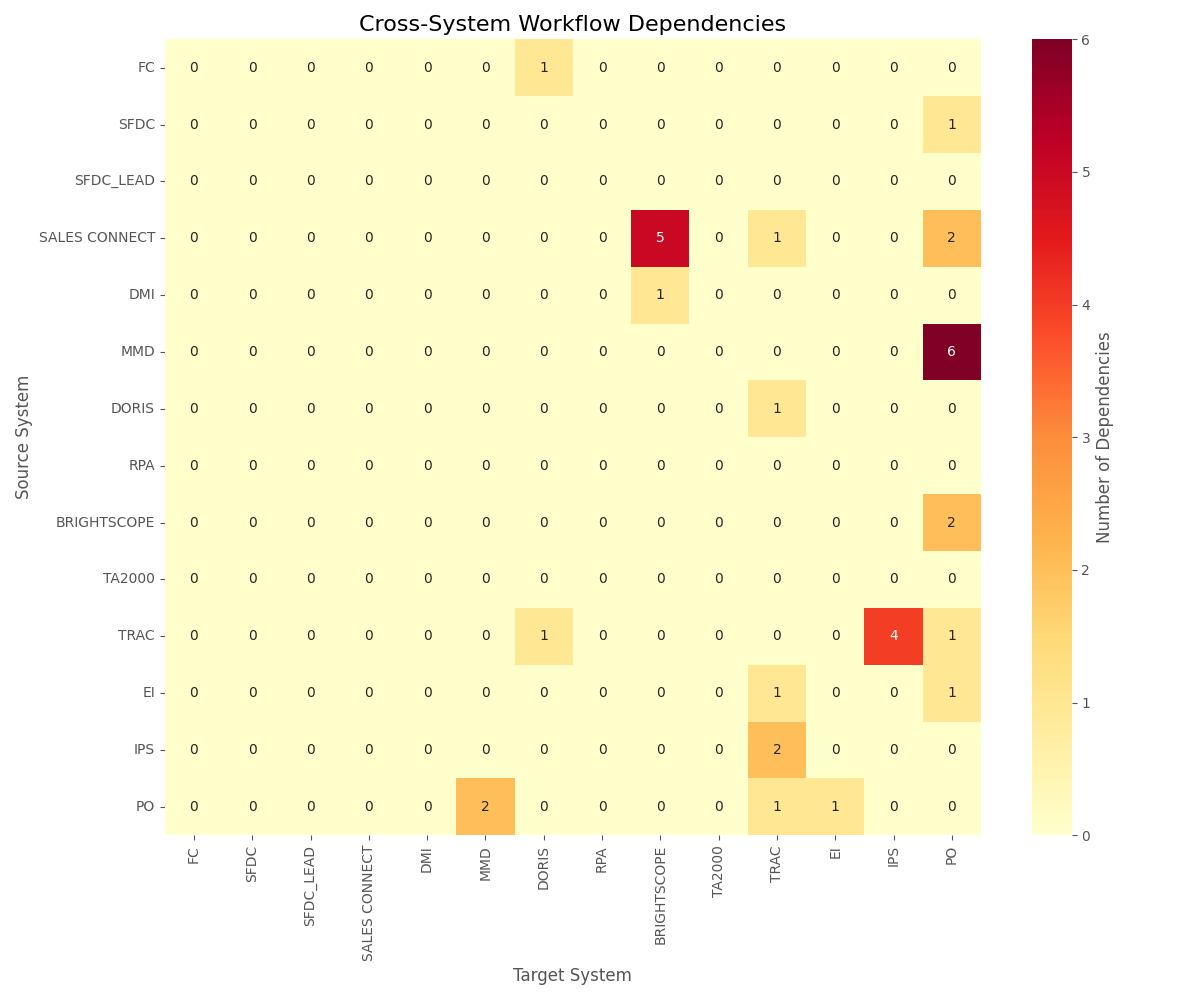 Cross-System Workflow Dependencies
FC 0 0 0 0 0 0 1 0 0 0 0 0 0 0
SFDC 0 0 0 0 0 0 0 0 0 0 0 0 0 1
SFDC_LEAD 0 0 0 0 0 0 0 0 0 0 0 0 0 0
SALES CONNECT 0 0 0 0 0 0 0 0 5 0 1 0 0 2
DMI 0 0 0 0 0 0 0 0 1 0 0 0 0 0
MMD 0 0 0 0 0 0 0 0 0 0 0 0 0 6
DORIS 0 0 0 0 0 0 0 0 0 0 1 0 0 0
RPA 0 0 0 0 0 0 0 0 0 0 0 0 0 0
BRIGHTSCOPE 0 0 0 0 0 0 0 0 0 0 0 0 0 2
TA2000 0 0 0 0 0 0 0 0 0 0 0 0 0 0
TRAC 0 0 0 0 0 0 1 0 0 0 0 0 4 1
EI 0 0 0 0 0 0 0 0 0 0 1 0 0 1
IPS 0 0 0 0 0 0 0 0 0 0 2 0 0 0
PO 0 0 0 0 0 2 0 0 0 0 1 1 0 0
FC SFDC SFDC_LEAD SALES CONNECT DMI MMD DORIS RPA BRIGHTSCOPE TA2000 TRAC EI IPS PO
Target System
Source System
6
5
4
3
2
1
0
Number of Dependencies